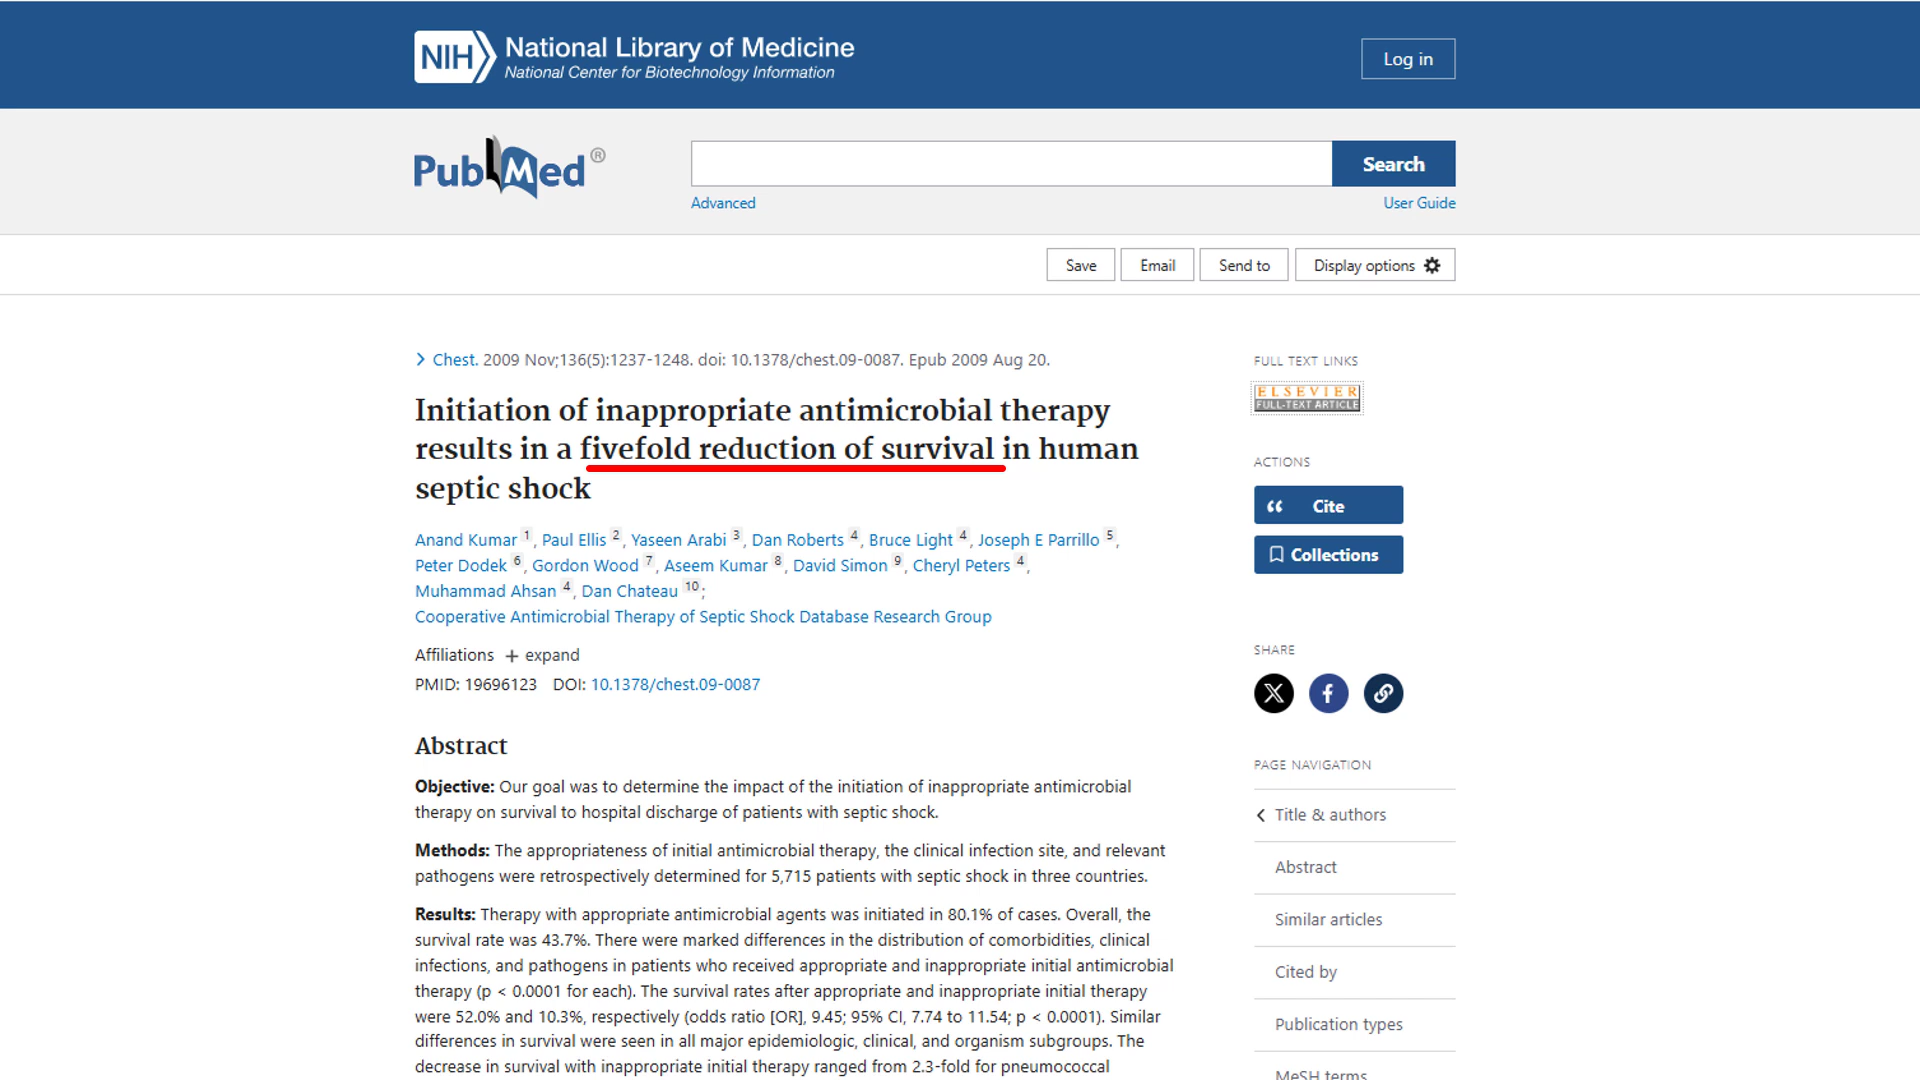 NIH National Library of Medicine
National Center for Biotechnology Information
Log in
PubMed®
Search
Advanced
User Guide
Save
Email
Send to
Display options
Chest. 2009 Nov;136(5):1237-1248. doi: 10.1378/chest.09-0087. Epub 2009 Aug 20.
Initiation of inappropriate antimicrobial therapy
results in a fivefold reduction of survival in human
septic shock
Anand Kumar 1, Paul Ellis 2, Yaseen Arabi 3, Dan Roberts 4, Bruce Light 4, Joseph E Parrillo 5,
Peter Dodek 6, Gordon Wood 7, Aseem Kumar 8, David Simon 9, Cheryl Peters 4,
Muhammad Ahsan 4, Dan Chateau 10;
Cooperative Antimicrobial Therapy of Septic Shock Database Research Group
Affiliations + expand
PMID: 19696123 DOI: 10.1378/chest.09-0087
Abstract
Objective: Our goal was to determine the impact of the initiation of inappropriate antimicrobial
therapy on survival to hospital discharge of patients with septic shock.
Methods: The appropriateness of initial antimicrobial therapy, the clinical infection site, and relevant
pathogens were retrospectively determined for 5,715 patients with septic shock in three countries.
Results: Therapy with appropriate antimicrobial agents was initiated in 80.1% of cases. Overall, the
survival rate was 43.7%. There were marked differences in the distribution of comorbidities, clinical
infections, and pathogens in patients who received appropriate and inappropriate initial antimicrobial
therapy (p < 0.0001 for each). The survival rates after appropriate and inappropriate initial therapy
were 52.0% and 10.3%, respectively (odds ratio [OR], 9.45; 95% CI, 7.74 to 11.54; p < 0.0001). Similar
differences in survival were seen in all major epidemiologic, clinical, and organism subgroups. The
decrease in survival with inappropriate initial therapy ranged from 2.3-fold for pneumococcal
FULL TEXT LINKS
ELSEVIER
FULL-TEXT ARTICLE
ACTIONS
Cite
Collections
SHARE
PAGE NAVIGATION
Title & authors
Abstract
Similar articles
Cited by
Publication types
MeSH terms